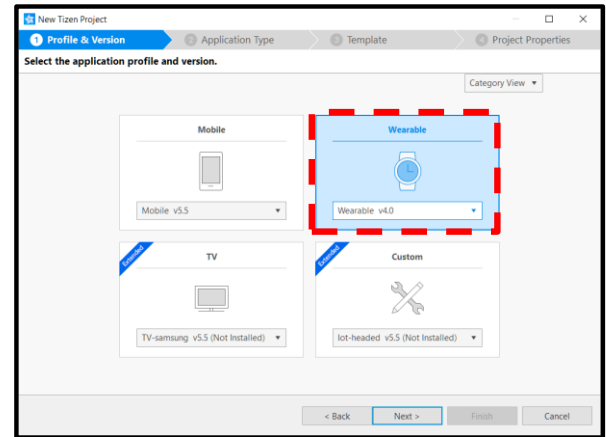 New Tizen Project
1 Profile & Version
2 Application Type
3 Template
4 Project Properties
Select the application profile and version.
Category View
Mobile
Wearable
Mobile v5.5
Wearable v4.0
Extended
TV
Extended
Custom
TV-samsung v5.5 (Not Installed)
Iot-headed v5.5 (Not Installed)
< Back
Next >
Finish
Cancel